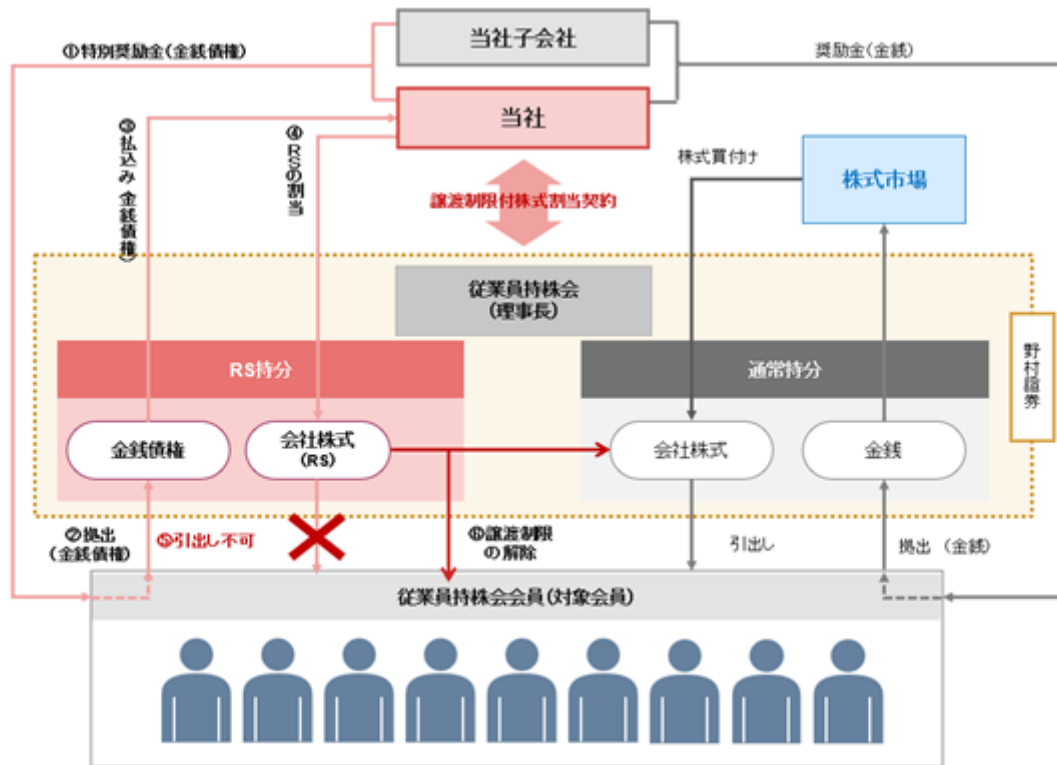 当社子会社
①特別奨励金(金銭債権)
奨励金(金銭)
当社
③払込み 金銭債権)
④RSの割当
株式買付け
株式市場
譲渡制限付株式割当契約
従業員持株会
(理事長)
野村證券
RS持分
通常持分
金銭債権
会社株式
(RS)
会社株式
金銭
②拠出
(金銭債権)
⑤引出し不可
⑥譲渡制限
の解除
引出し
拠出 (金銭)
従業員持株会会員(対象会員)